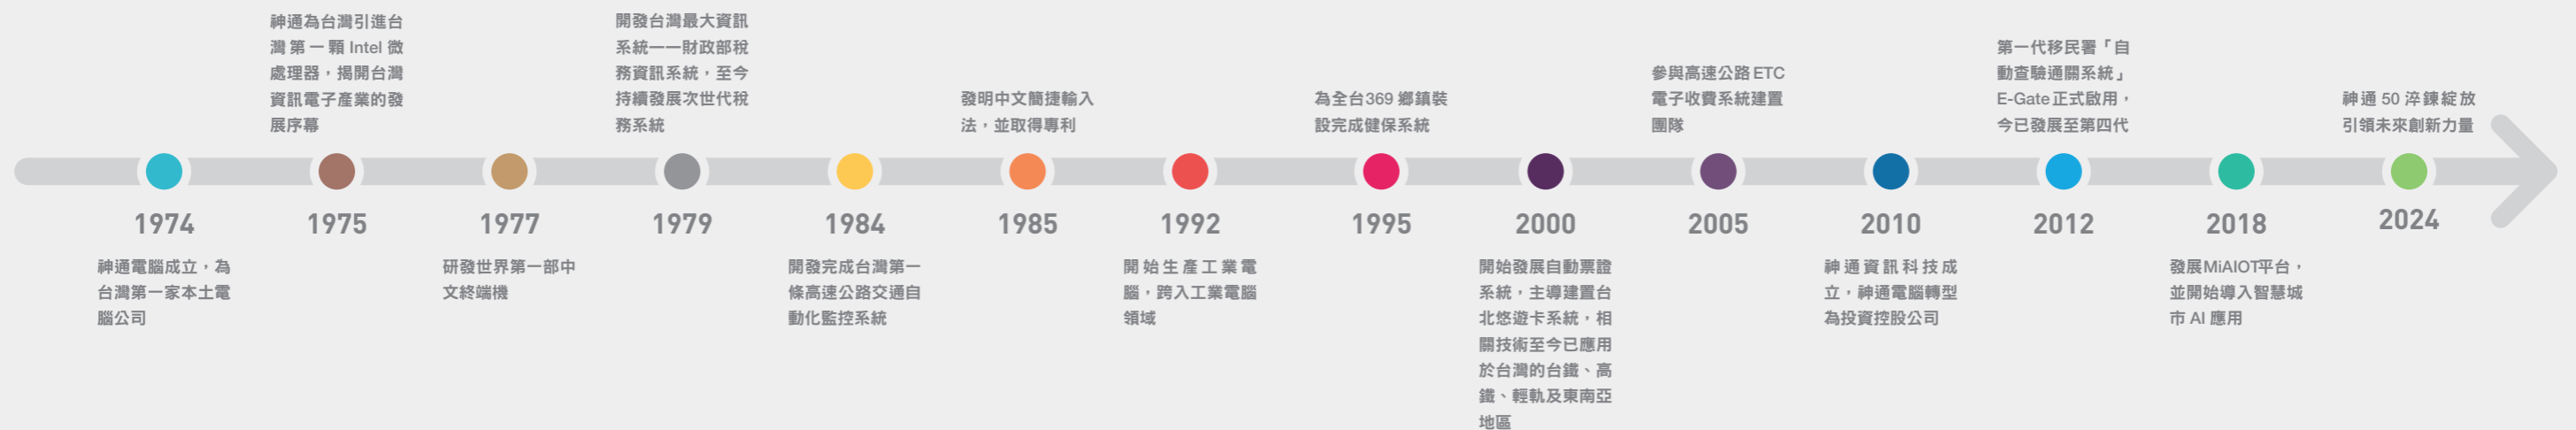 神通電腦成立，為
台灣第一家本土電
腦公司
1974
神通為台灣引進台
灣第一顆 Intel 微
處理器，揭開台灣
資訊電子產業的發
展序幕
1975
1977
研發世界第一部中
文終端機
開發台灣最大資訊
系統——財政部稅
務資訊系統，至今
持續發展次世代稅
務系統
1979
1984
開發完成台灣第一
條高速公路交通自
動化監控系統
發明中文簡捷輸入
法，並取得專利
1985
1992
開始生產工業電
腦，跨入工業電腦
領域
為全台369 鄉鎮裝
設完成健保系統
1995
2000
開始發展自動票證
系統，主導建置台
北悠遊卡系統，相
關技術至今已應用
於台灣的台鐵、高
鐵、輕軌及東南亞
地區
參與高速公路 ETC
電子收費系統建置
團隊
2005
2010
神通資訊科技成
立，神通電腦轉型
為投資控股公司
第一代移民署「自
動查驗通關系統」
E-Gate正式啟用，
今已發展至第四代
2012
2018
發展MiAIOT平台，
並開始導入智慧城
市 AI 應用
神通 50 淬鍊綻放
引領未來創新力量
2024